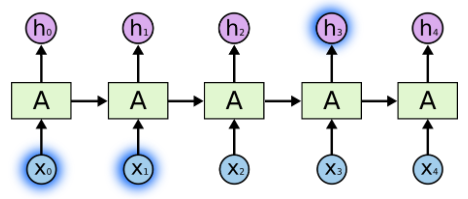 h₀ h₁ h₂ h₃ h₄
A A A A A
x₀ x₁ x₂ x₃ x₄